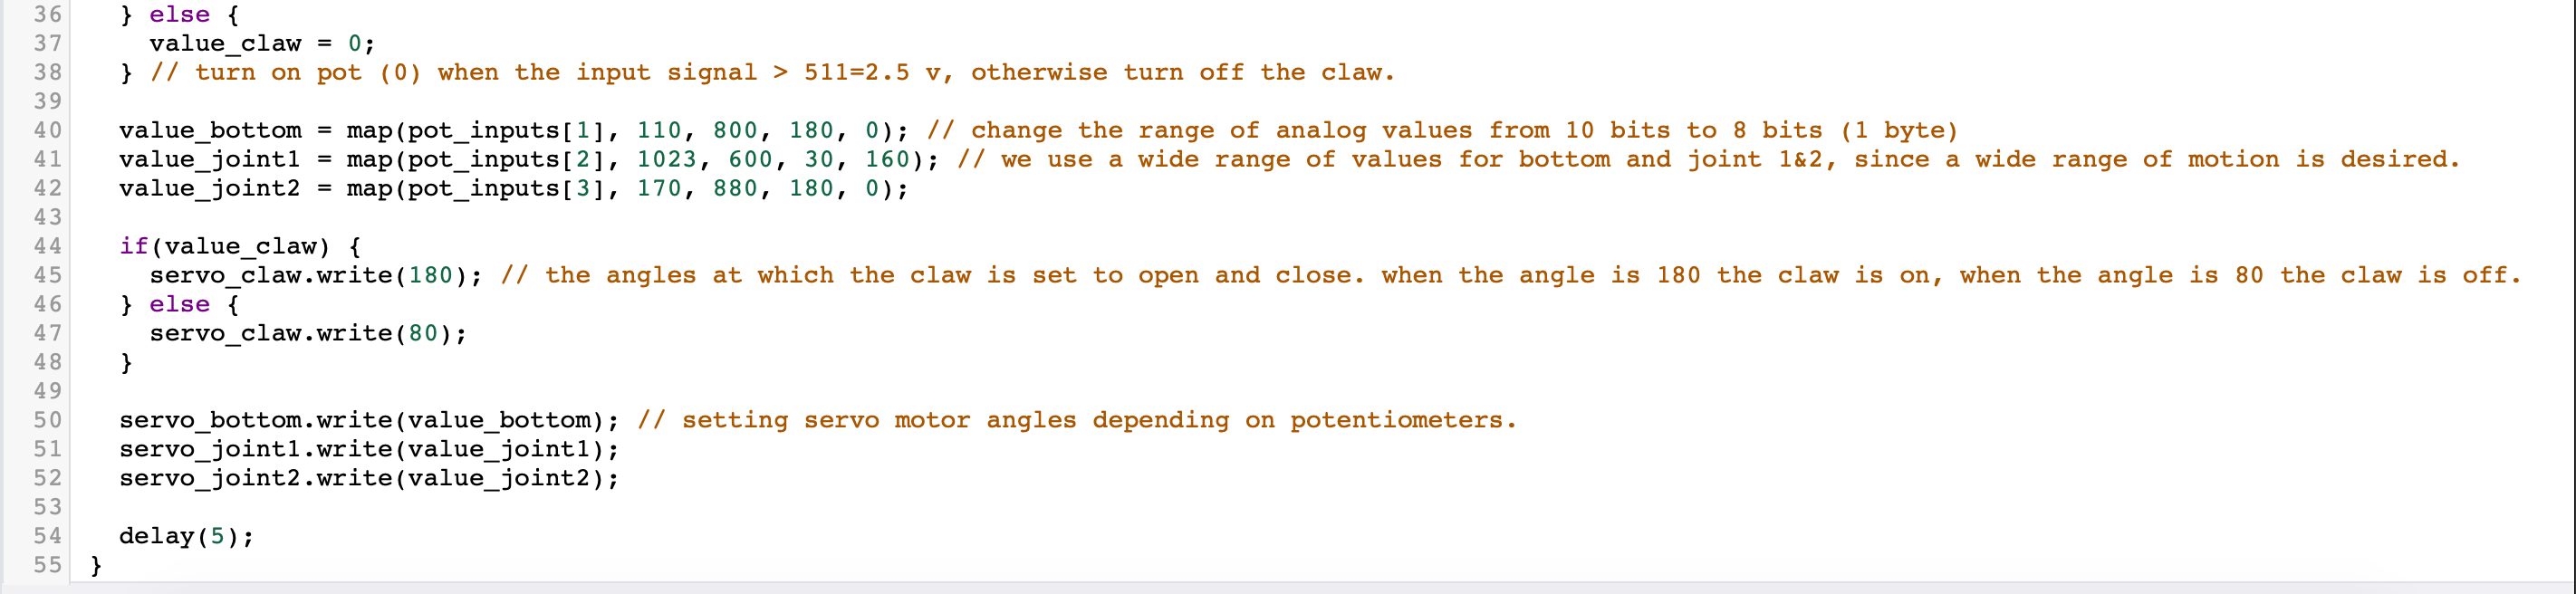 36 } else {
37 value_claw = 0;
38 } // turn on pot (0) when the input signal > 511=2.5 v, otherwise turn off the claw.
39
40 value_bottom = map(pot_inputs[1], 110, 800, 180, 0); // change the range of analog values from 10 bits to 8 bits (1 byte)
41 value_joint1 = map(pot_inputs[2], 1023, 600, 30, 160); // we use a wide range of values for bottom and joint 1&2, since a wide range of motion is desired.
42 value_joint2 = map(pot_inputs[3], 170, 880, 180, 0);
43
44 if(value_claw) {
45 servo_claw.write(180); // the angles at which the claw is set to open and close. when the angle is 180 the claw is on, when the angle is 80 the claw is off.
46 } else {
47 servo_claw.write(80);
48 }
49
50 servo_bottom.write(value_bottom); // setting servo motor angles depending on potentiometers.
51 servo_joint1.write(value_joint1);
52 servo_joint2.write(value_joint2);
53
54 delay(5);
55 }